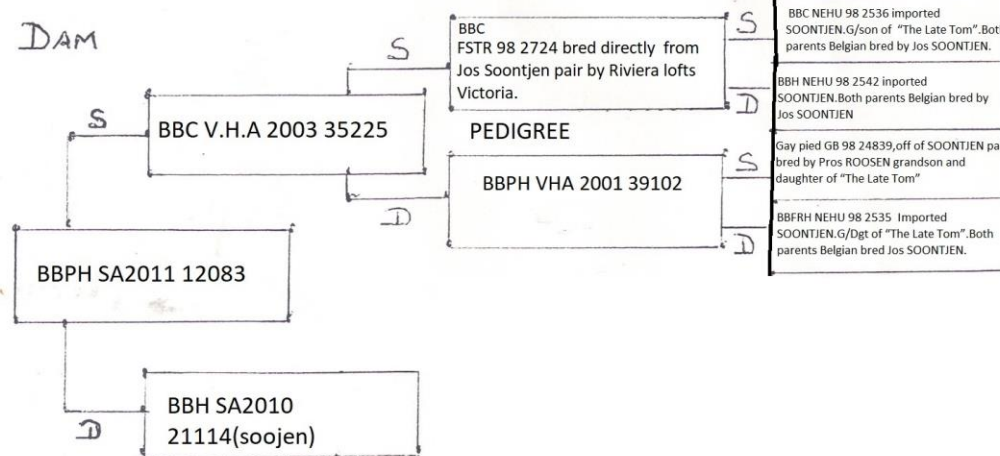 DAM
S
BBPH SA2011 12083
D
S
BBC V.H.A 2003 35225
D
BBH SA2010
21114(soojen)
S
BBC
FSTR 98 2724 bred directly from
Jos Soontjen pair by Riviera lofts
Victoria.
D
PEDIGREE
S
BBPH VHA 2001 39102
D
BBC NEHU 98 2536 imported
SOONTJEN.G/son of "The Late Tom".Both
parents Belgian bred by Jos SOONTJEN.
BBH NEHU 98 2542 inported
SOONTJEN.Both parents Belgian bred by
Jos SOONTJEN
Gay pied GB 98 24839,off of SOONTJEN pa
bred by Pros ROOSEN grandson and
daughter of "The Late Tom"
BBFRH NEHU 98 2535 Imported
SOONTJEN.G/Dgt of "The Late Tom".Both
parents Belgian bred Jos SOONTJEN.